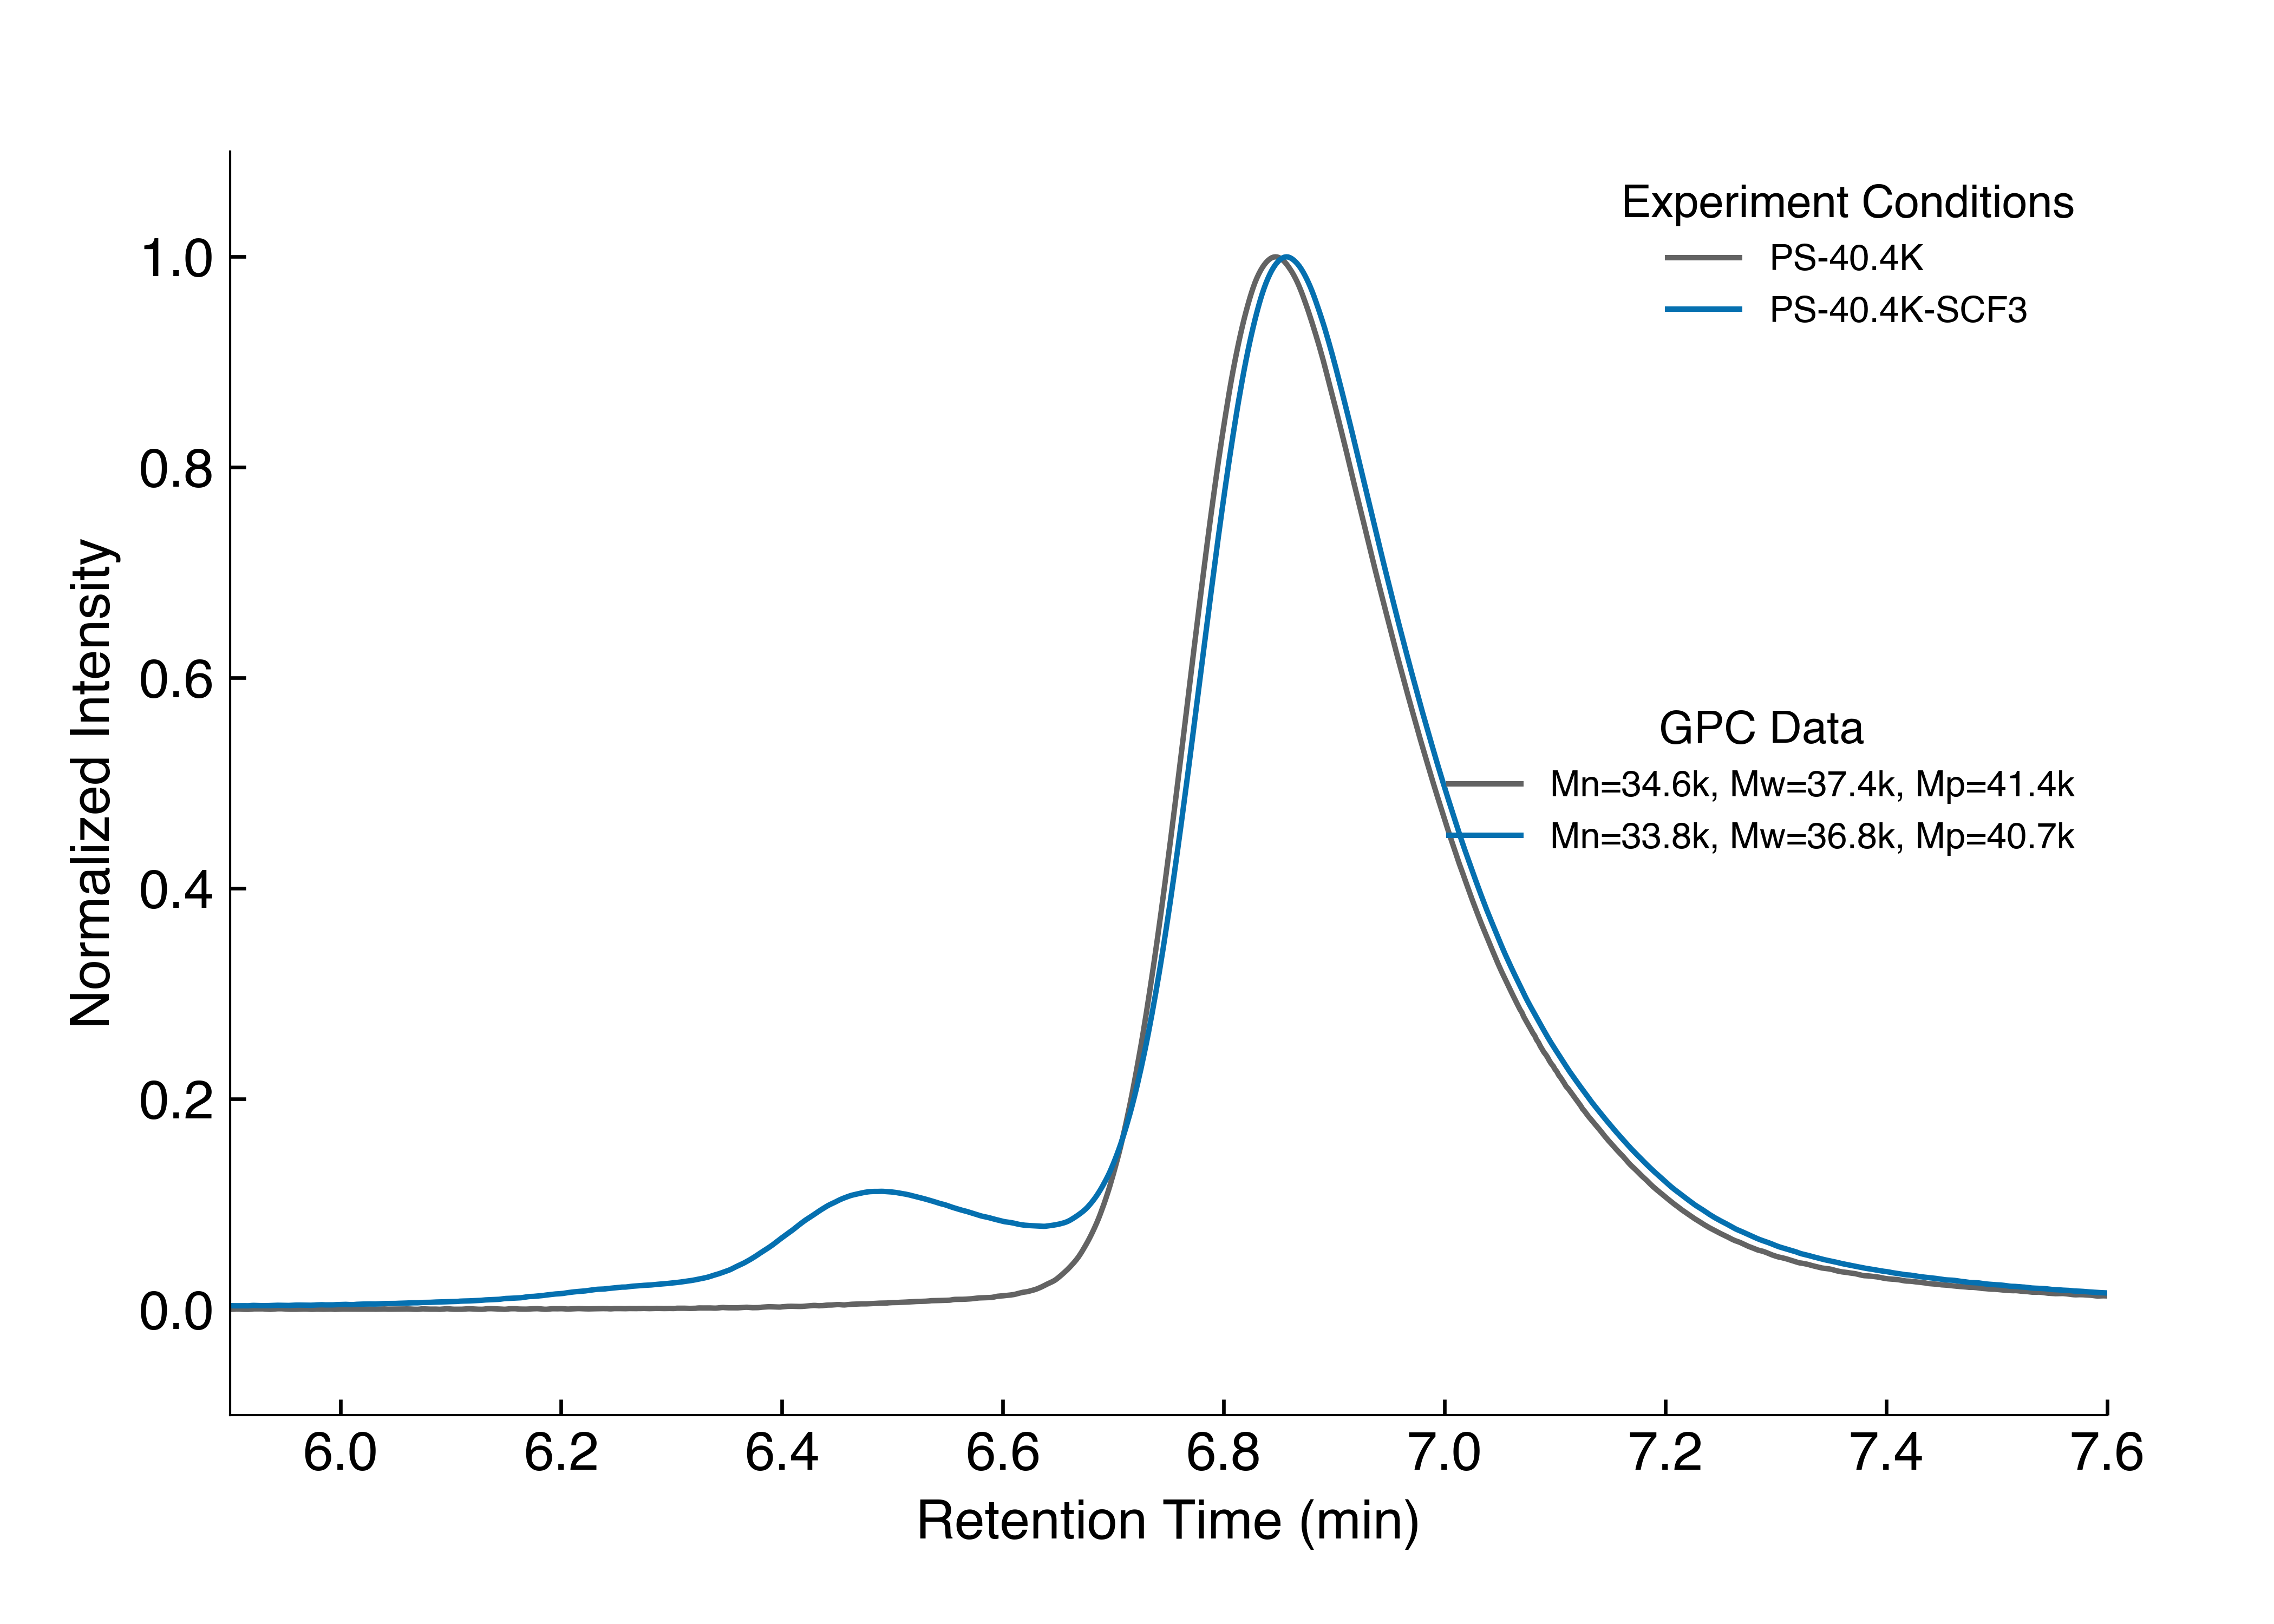 Experiment Conditions
PS-40.4K
PS-40.4K-SCF3
GPC Data
Mn=34.6k, Mw=37.4k, Mp=41.4k
Mn=33.8k, Mw=36.8k, Mp=40.7k
Normalized Intensity
1.0
0.8
0.6
0.4
0.2
0.0
6.0 6.2 6.4 6.6 6.8 7.0 7.2 7.4 7.6
Retention Time (min)